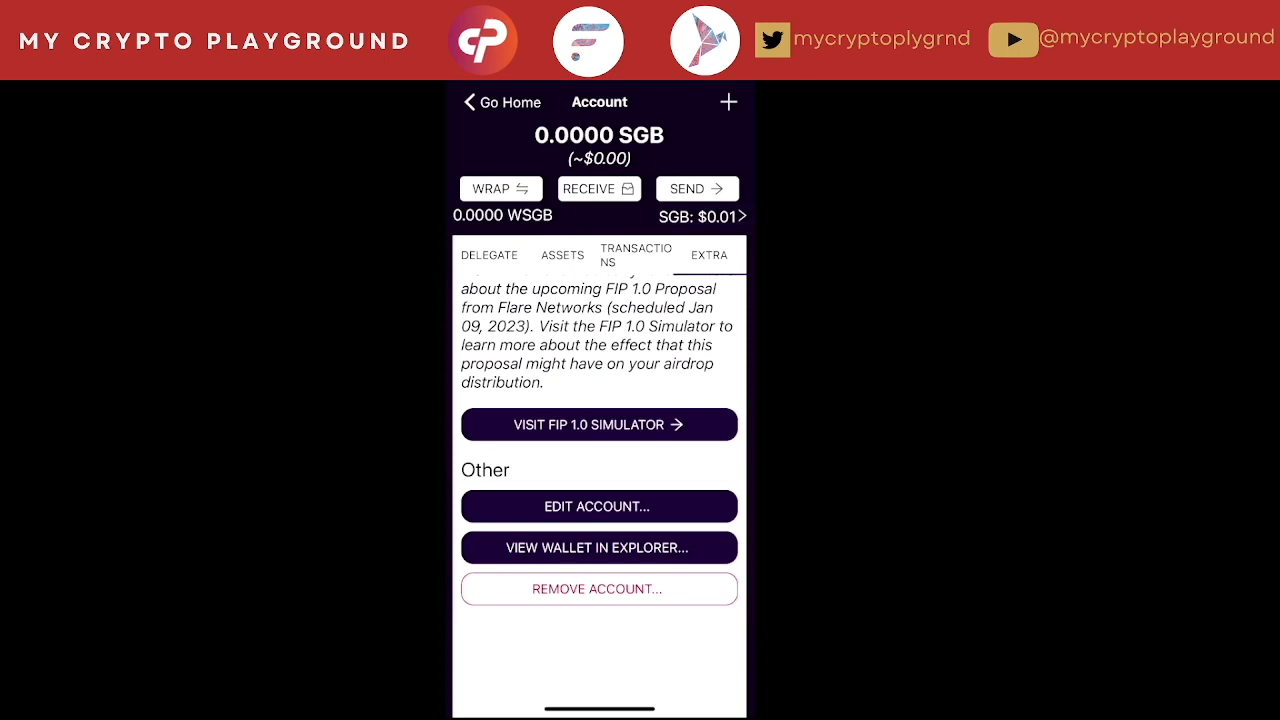 MY CRYPTO PLAYGROUND
mycryptoplygrnd
@mycryptoplayground
Go Home
Account
0.0000 SGB
(~$0.00)
WRAP
RECEIVE
SEND
0.0000 WSGB
SGB: $0.01
DELEGATE
ASSETS
TRANSACTIO
NS
EXTRA
about the upcoming FIP 1.0 Proposal
from Flare Networks (scheduled Jan
09, 2023). Visit the FIP 1.0 Simulator to
learn more about the effect that this
proposal might have on your airdrop
distribution.
VISIT FIP 1.0 SIMULATOR
Other
EDIT ACCOUNT...
VIEW WALLET IN EXPLORER...
REMOVE ACCOUNT...